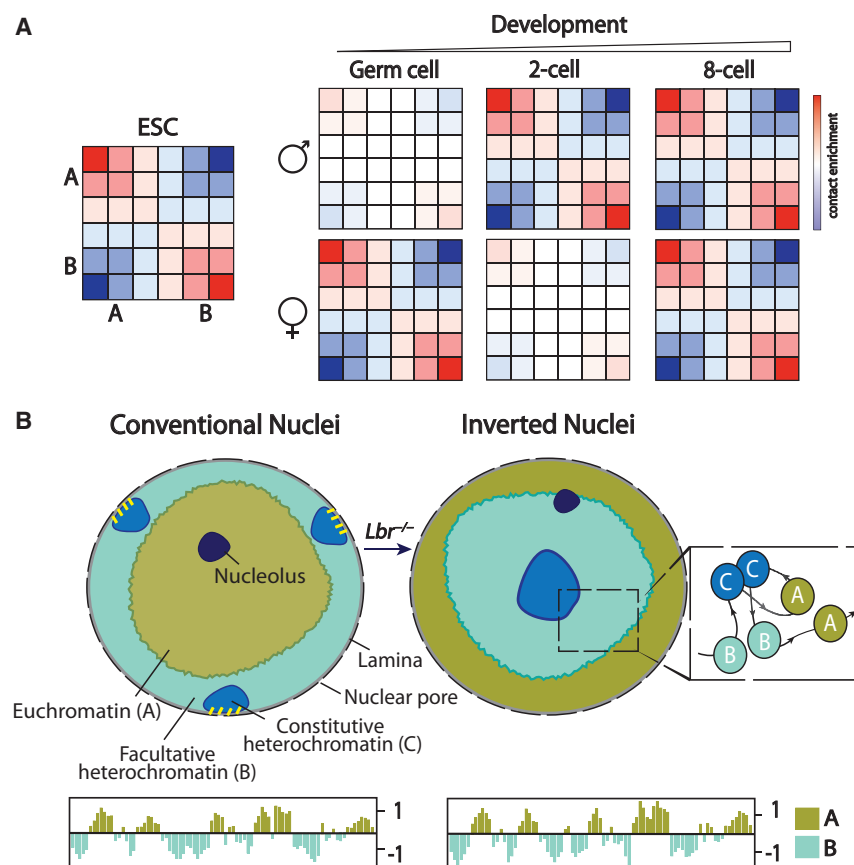 A
Development
Germ cell
2-cell
8-cell
ESC
A
B
A
B
♂
♀
contact enrichment
B
Conventional Nuclei
Inverted Nuclei
Lbr⁻/⁻
Nucleolus
Lamina
Nuclear pore
Euchromatin (A)
Constitutive
heterochromatin (C)
Facultative
heterochromatin (B)
C
C
A
A
B
B
1
-1
1
-1
A
B